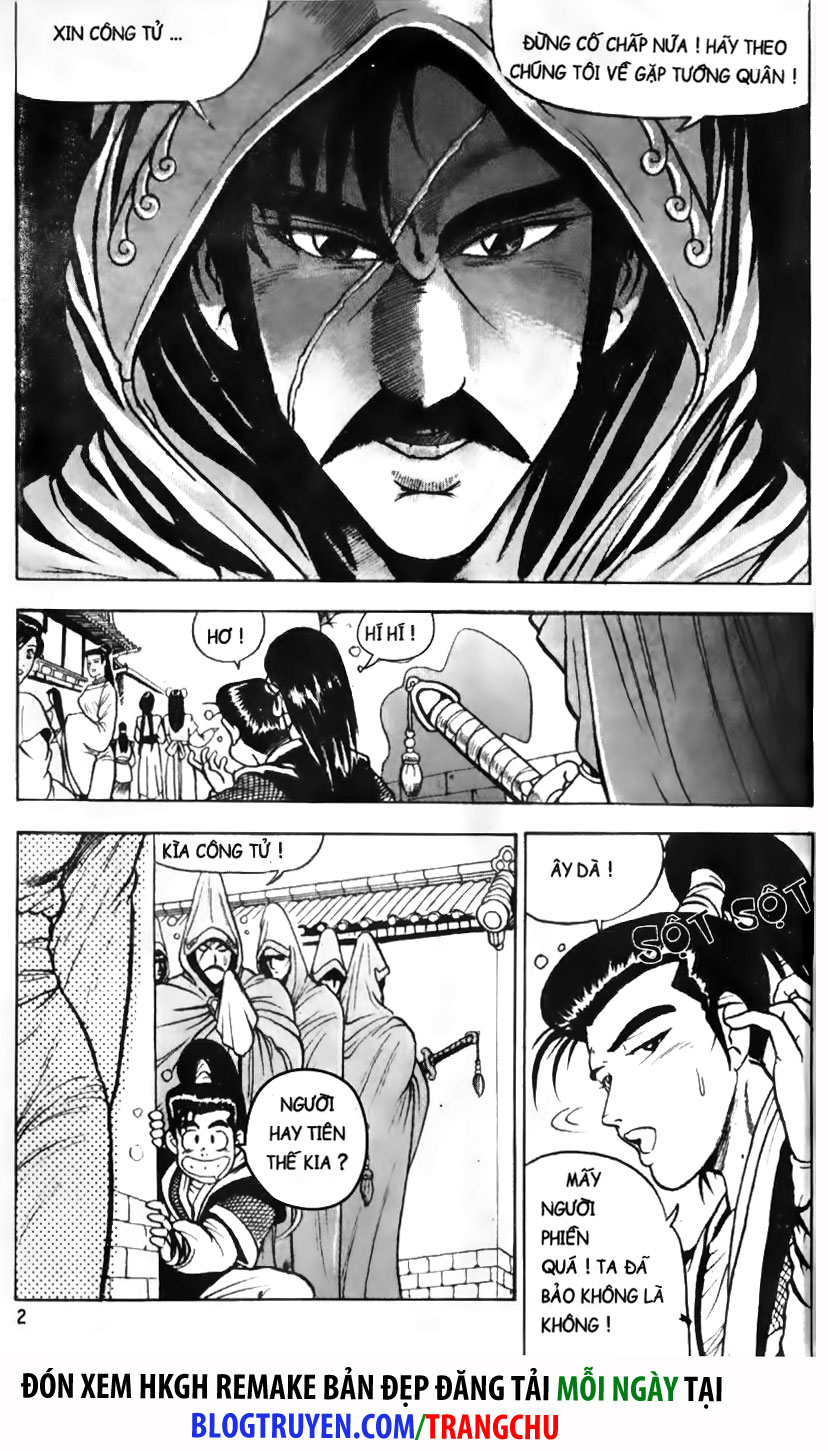 XIN CÔNG TỬ ...
ĐỪNG CỐ CHẤP NỮA ! HÃY THEO
CHÚNG TÔI VỀ GẶP TƯỚNG QUÂN !
HƠ !
HÍ HÍ !
KÌA CÔNG TỬ !
NGƯỜI
HAY TIÊN
THẾ KIA ?
ÂY DÀ !
SỘT SỘT
MẤY
NGƯỜI
PHIỀN
QUÁ ! TA ĐÃ
BẢO KHÔNG LÀ
KHÔNG !
2
ĐÓN XEM HKGH REMAKE BẢN ĐẸP ĐĂNG TẢI MỖI NGÀY TẠI
BLOGTRUYEN.COM/TRANGCHU